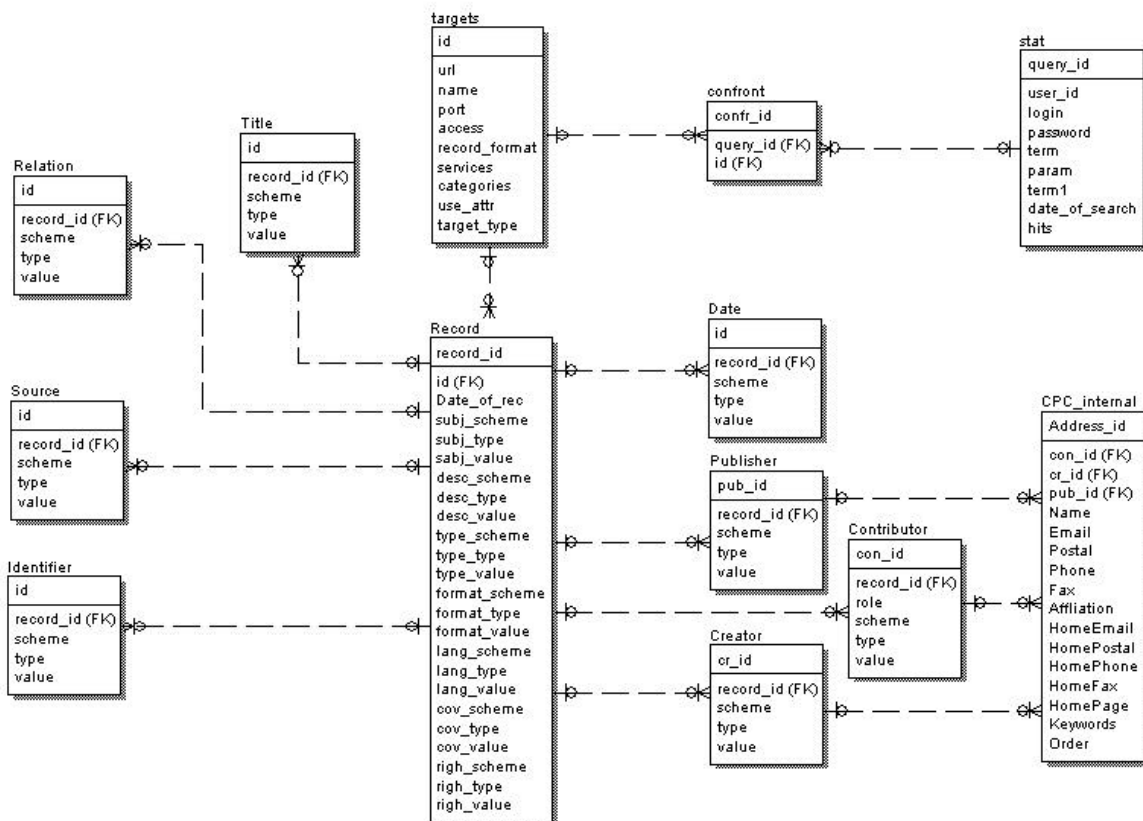 targets
id
url
name
port
access
record_format
services
categories
use_attr
target_type
stat
query_id
user_id
login
password
term
param
term1
date_of_search
hits
confront
confr_id
query_id (FK)
id (FK)
Title
id
record_id (FK)
scheme
type
value
Relation
id
record_id (FK)
scheme
type
value
Source
id
record_id (FK)
scheme
type
value
Identifier
id
record_id (FK)
scheme
type
value
Record
record_id
id (FK)
Date_of_rec
subj_scheme
subj_type
sabj_value
desc_scheme
desc_type
desc_value
type_scheme
type_type
type_value
format_scheme
format_type
format_value
lang_scheme
lang_type
lang_value
cov_scheme
cov_type
cov_value
righ_scheme
righ_type
righ_value
Date
id
record_id (FK)
scheme
type
value
Publisher
pub_id
record_id (FK)
scheme
type
value
Contributor
con_id
record_id (FK)
role
scheme
type
value
Creator
cr_id
record_id (FK)
scheme
type
value
CPC_internal
Address_id
con_id (FK)
cr_id (FK)
pub_id (FK)
Name
Email
Postal
Phone
Fax
Affliation
HomeEmail
HomePostal
HomePhone
HomeFax
HomePage
Keywords
Order